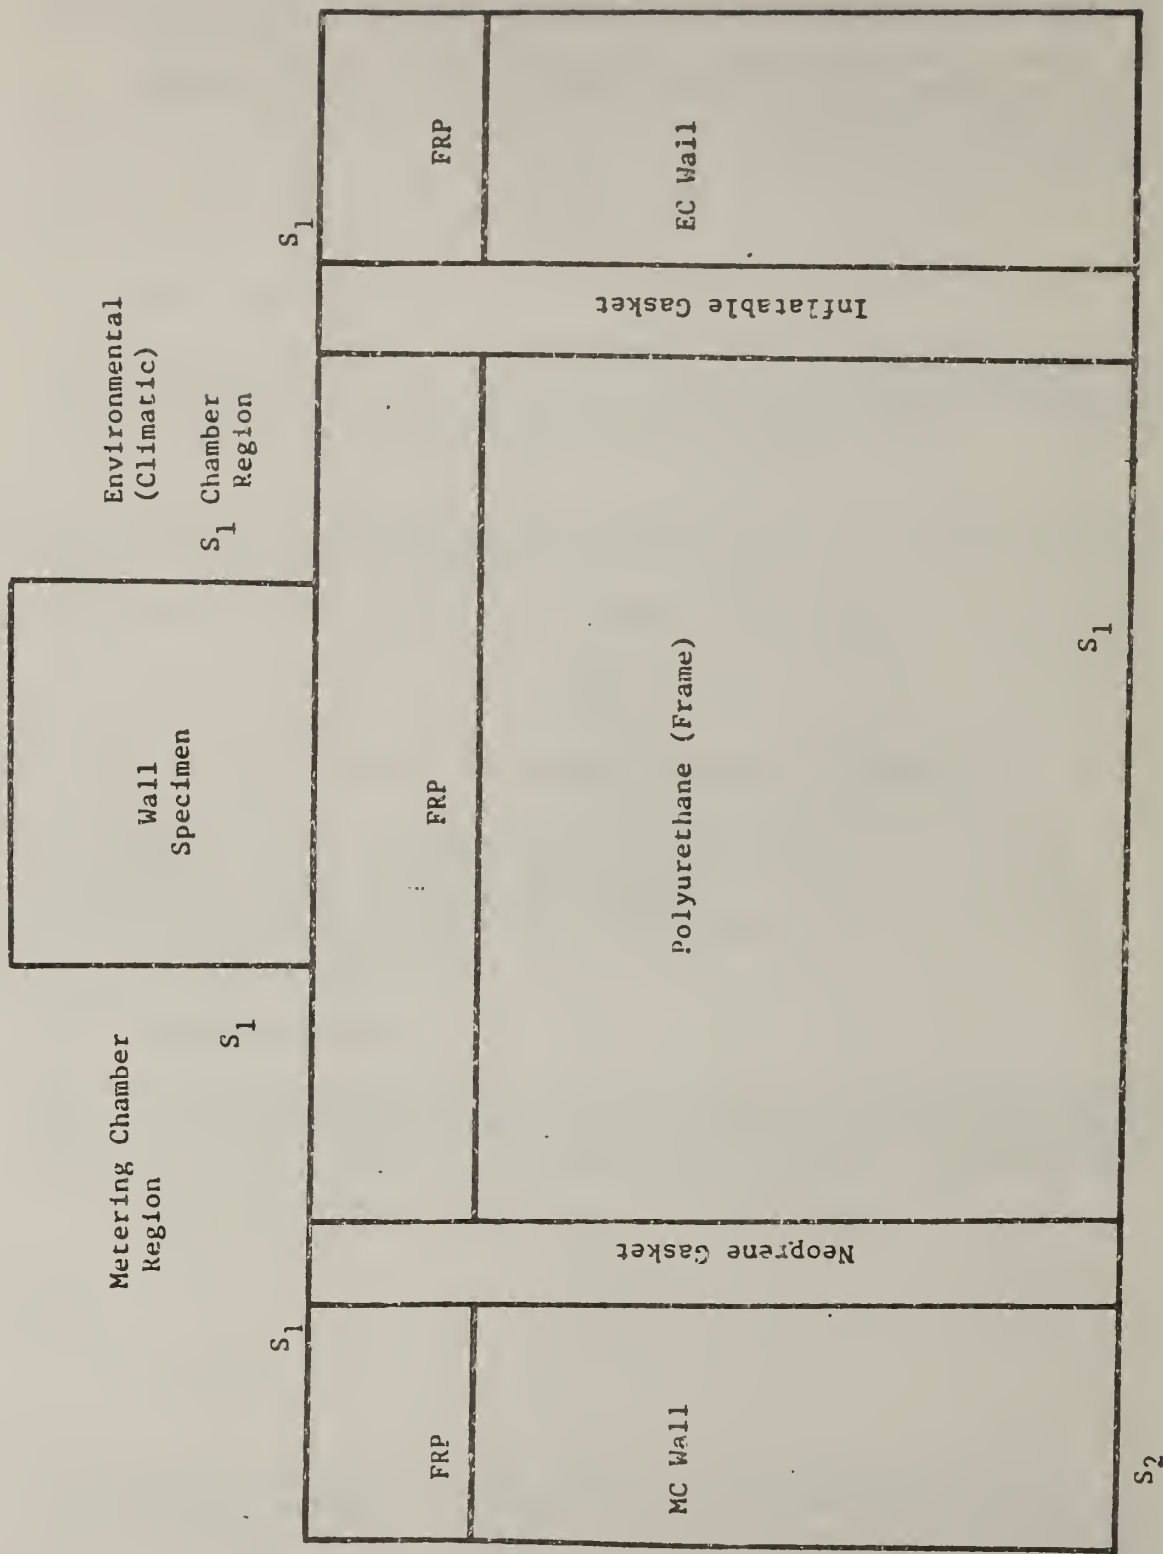 Metering Chamber
Region
S1
S1
Wall
Specimen
Environmental
(Climatic)
S1 Chamber
Region
S1
FRP
FRP
FRP
MC Wall
Neoprene Gasket
Polyurethane (Frame)
Inflatable Gasket
EC Wall
S2
S1